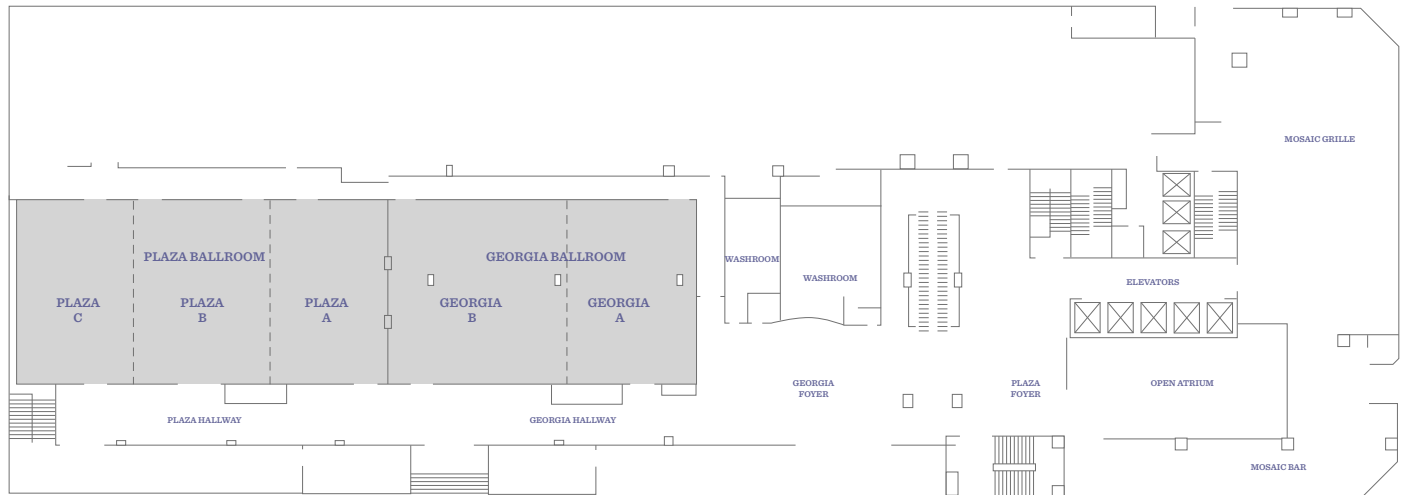 MOSAIC GRILLE
PLAZA BALLROOM
GEORGIA BALLROOM
WASHROOM
WASHROOM
ELEVATORS
PLAZA
C
PLAZA
B
PLAZA
A
GEORGIA
B
GEORGIA
A
GEORGIA
FOYER
PLAZA
FOYER
OPEN ATRIUM
PLAZA HALLWAY
GEORGIA HALLWAY
MOSAIC BAR